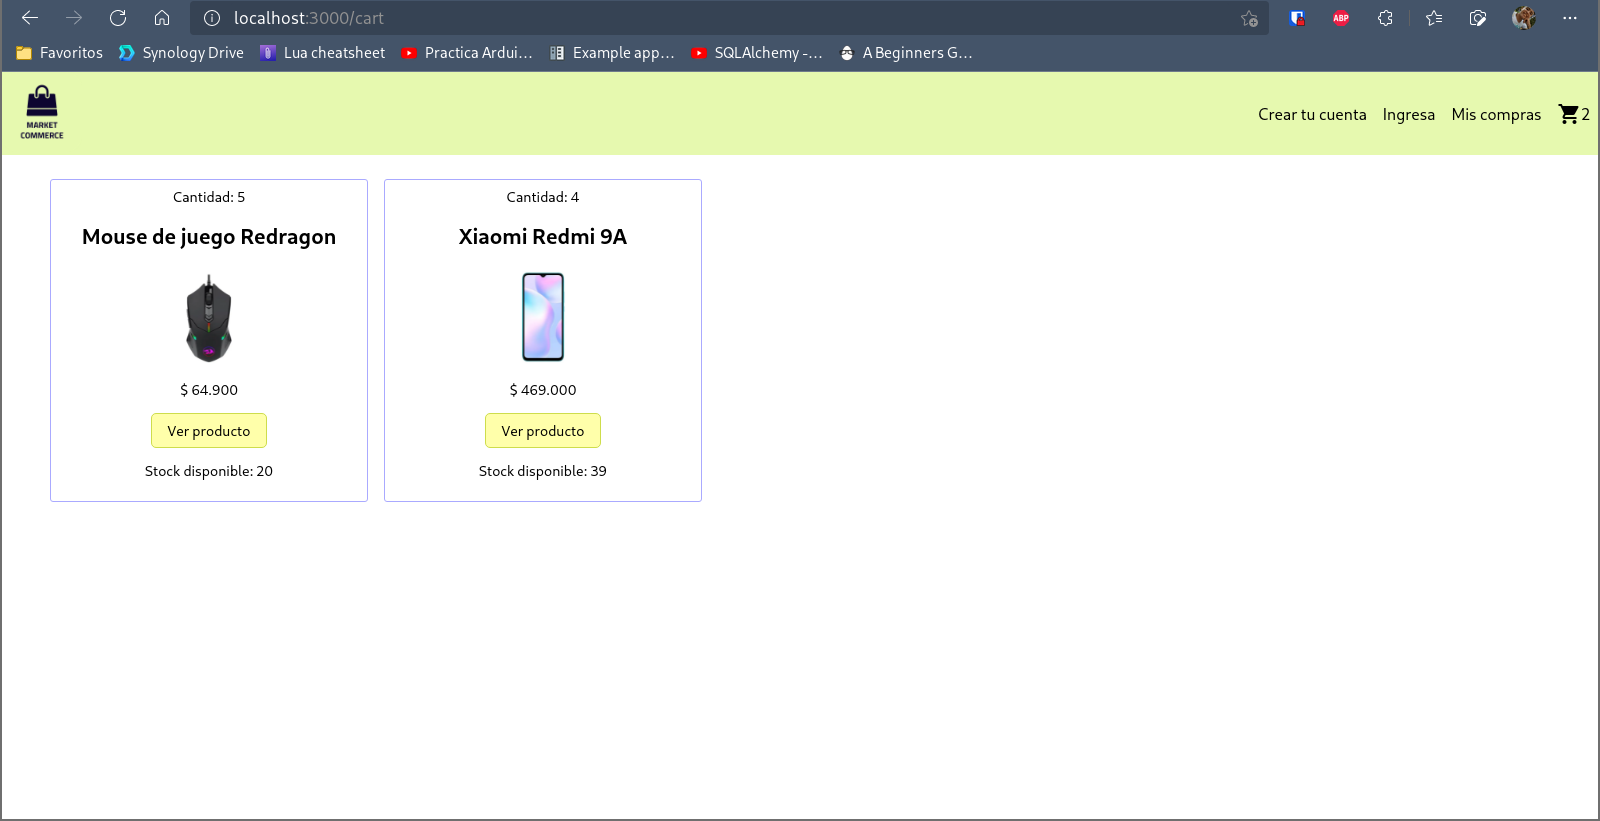 localhost:3000/cart
ABP
Favoritos Synology Drive Lua cheatsheet Practica Ardui... Example app... SQLAlchemy -... A Beginners G...
MARKET
COMMERCE
Crear tu cuenta Ingresa Mis compras 2
Cantidad: 5
Mouse de juego Redragon
$ 64.900
Ver producto
Stock disponible: 20
Cantidad: 4
Xiaomi Redmi 9A
$ 469.000
Ver producto
Stock disponible: 39